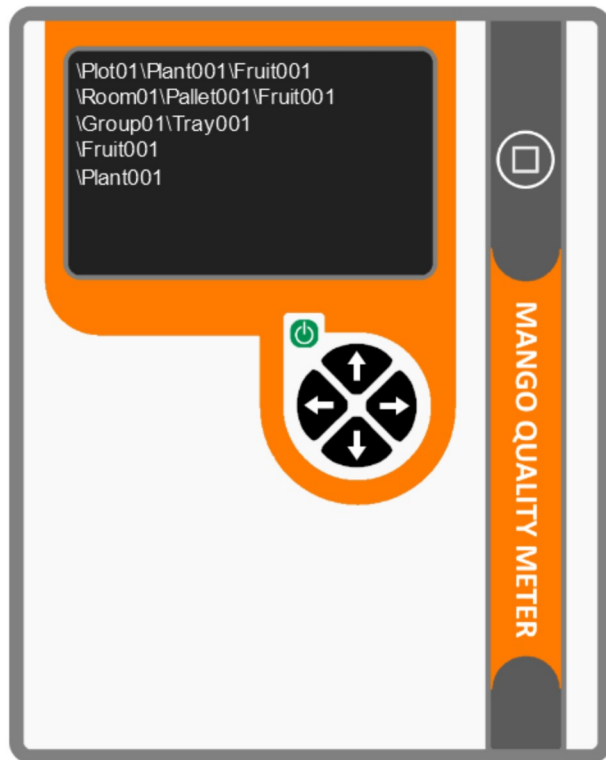 \Plot01\Plant001\Fruit001
\Room01\Pallet001\Fruit001
\Group01\Tray001
\Fruit001
\Plant001
MANGO QUALITY METER